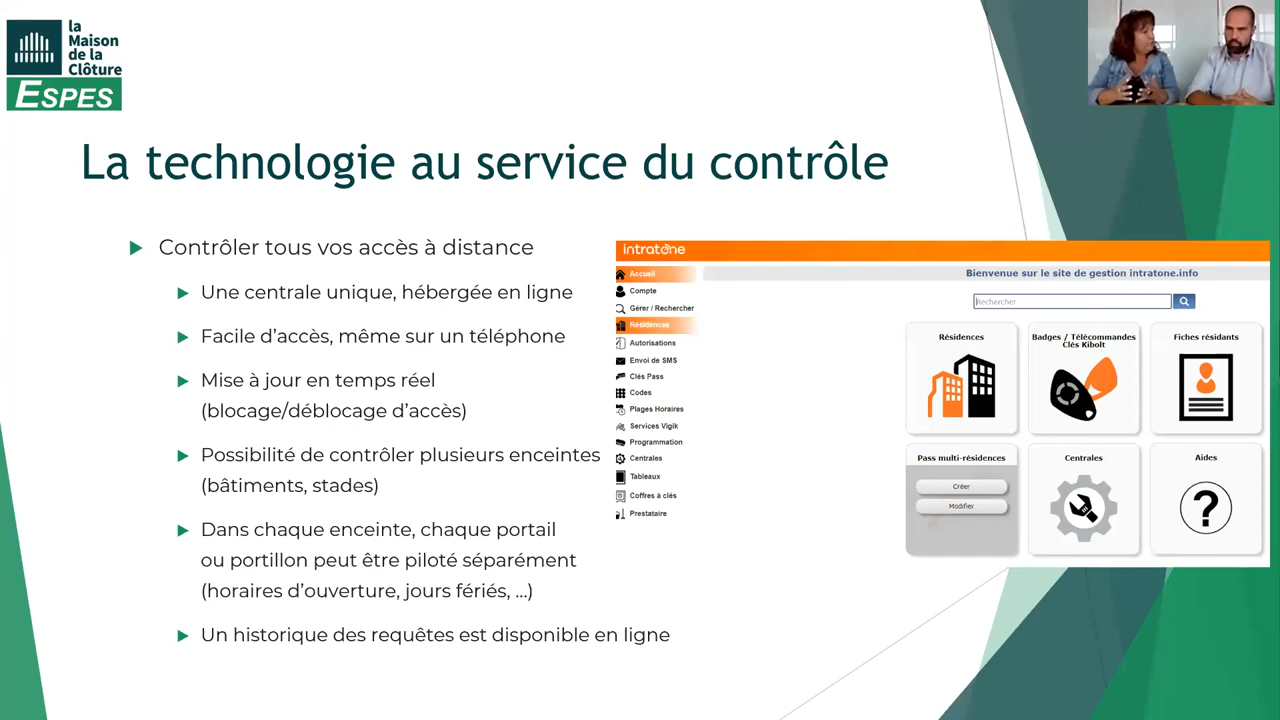 la
Maison
de la
Clôture
ESPES
La technologie au service du contrôle
Contrôler tous vos accès à distance
Une centrale unique, hébergée en ligne
Facile d'accès, même sur un téléphone
Mise à jour en temps réel
(blocage/déblocage d'accès)
Possibilité de contrôler plusieurs enceintes
(bâtiments, stades)
Dans chaque enceinte, chaque portail
ou portillon peut être piloté séparément
(horaires d'ouverture, jours fériés, ...)
Un historique des requêtes est disponible en ligne
intratone
Accueil
Compte
Gérer / Rechercher
Résidences
Autorisations
Envoi de SMS
Clés Pass
Codes
Plages Horaires
Services Vigik
Programmation
Centrales
Tableaux
Coffres à clés
Prestataire
Bienvenue sur le site de gestion intratone.info
Rechercher
Résidences
Badges / Télécommandes
Clés Kibolt
Fiches résidants
Pass multi-résidences
Créer
Modifier
Centrales
Aides
?